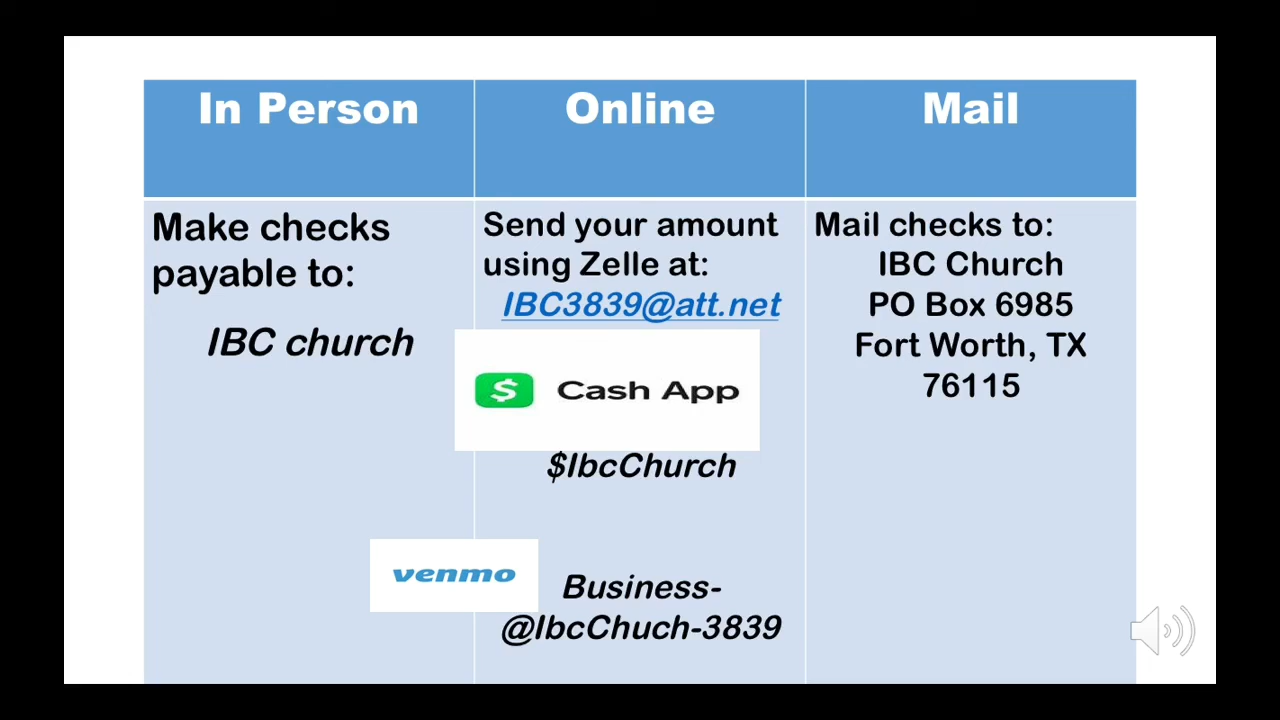 In Person
Online
Mail
Make checks
payable to:
IBC church
Send your amount
using Zelle at:
IBC3839@att.net
$ Cash App
$IbcChurch
venmo
Business-
@IbcChuch-3839
Mail checks to:
IBC Church
PO Box 6985
Fort Worth, TX
76115